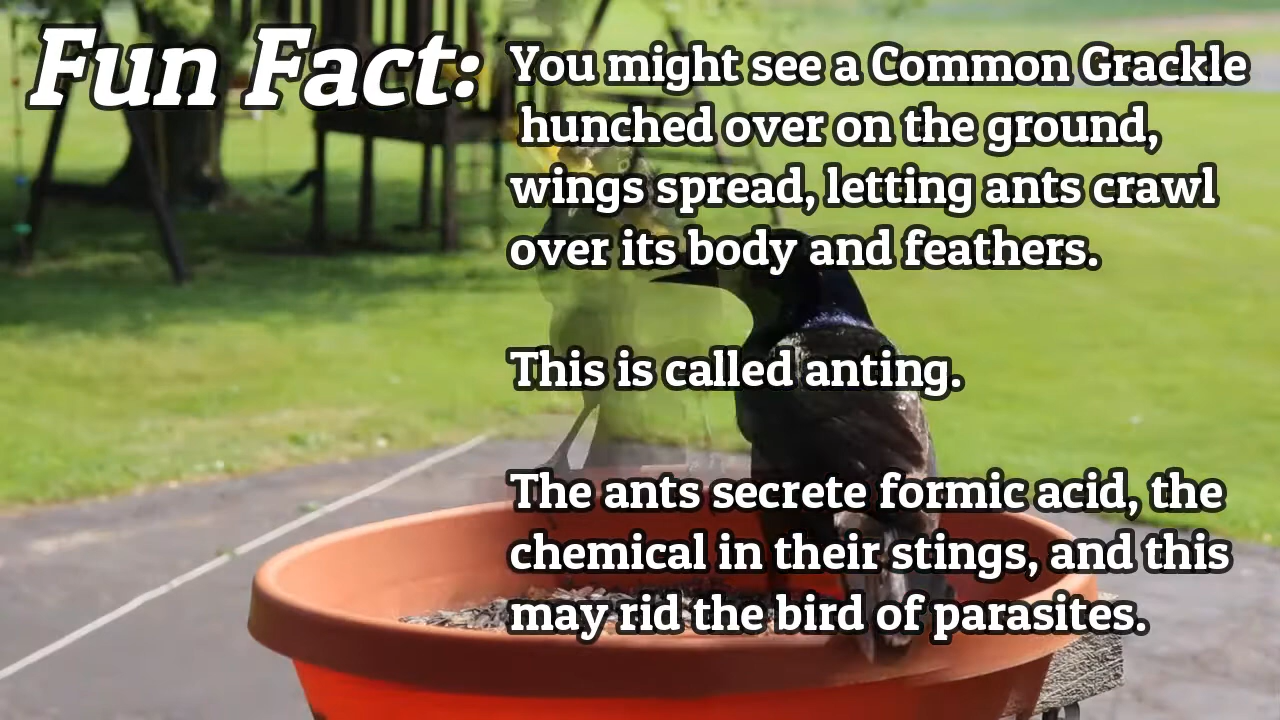 Fun Fact:
You might see a Common Grackle
hunched over on the ground,
wings spread, letting ants crawl
over its body and feathers.
This is called anting.
The ants secrete formic acid, the
chemical in their stings, and this
may rid the bird of parasites.